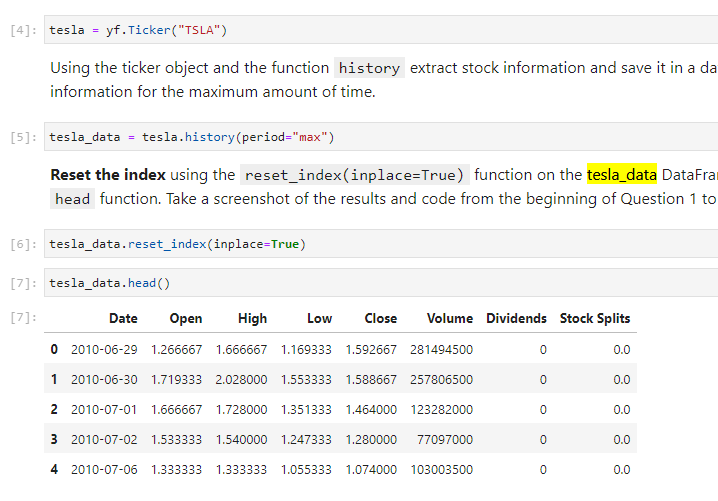 [4]: tesla = yf.Ticker("TSLA")
Using the ticker object and the function history extract stock information and save it in a da
information for the maximum amount of time.
[5]: tesla_data = tesla.history(period="max")
Reset the index using the reset_index(inplace=True) function on the tesla_data DataFra
head function. Take a screenshot of the results and code from the beginning of Question 1 to
[6]: tesla_data.reset_index(inplace=True)
[7]: tesla_data.head()
[7]: Date Open High Low Close Volume Dividends Stock Splits
0 2010-06-29 1.266667 1.666667 1.169333 1.592667 281494500 0 0.0
1 2010-06-30 1.719333 2.028000 1.553333 1.588667 257806500 0 0.0
2 2010-07-01 1.666667 1.728000 1.351333 1.464000 123282000 0 0.0
3 2010-07-02 1.533333 1.540000 1.247333 1.280000 77097000 0 0.0
4 2010-07-06 1.333333 1.333333 1.055333 1.074000 103003500 0 0.0